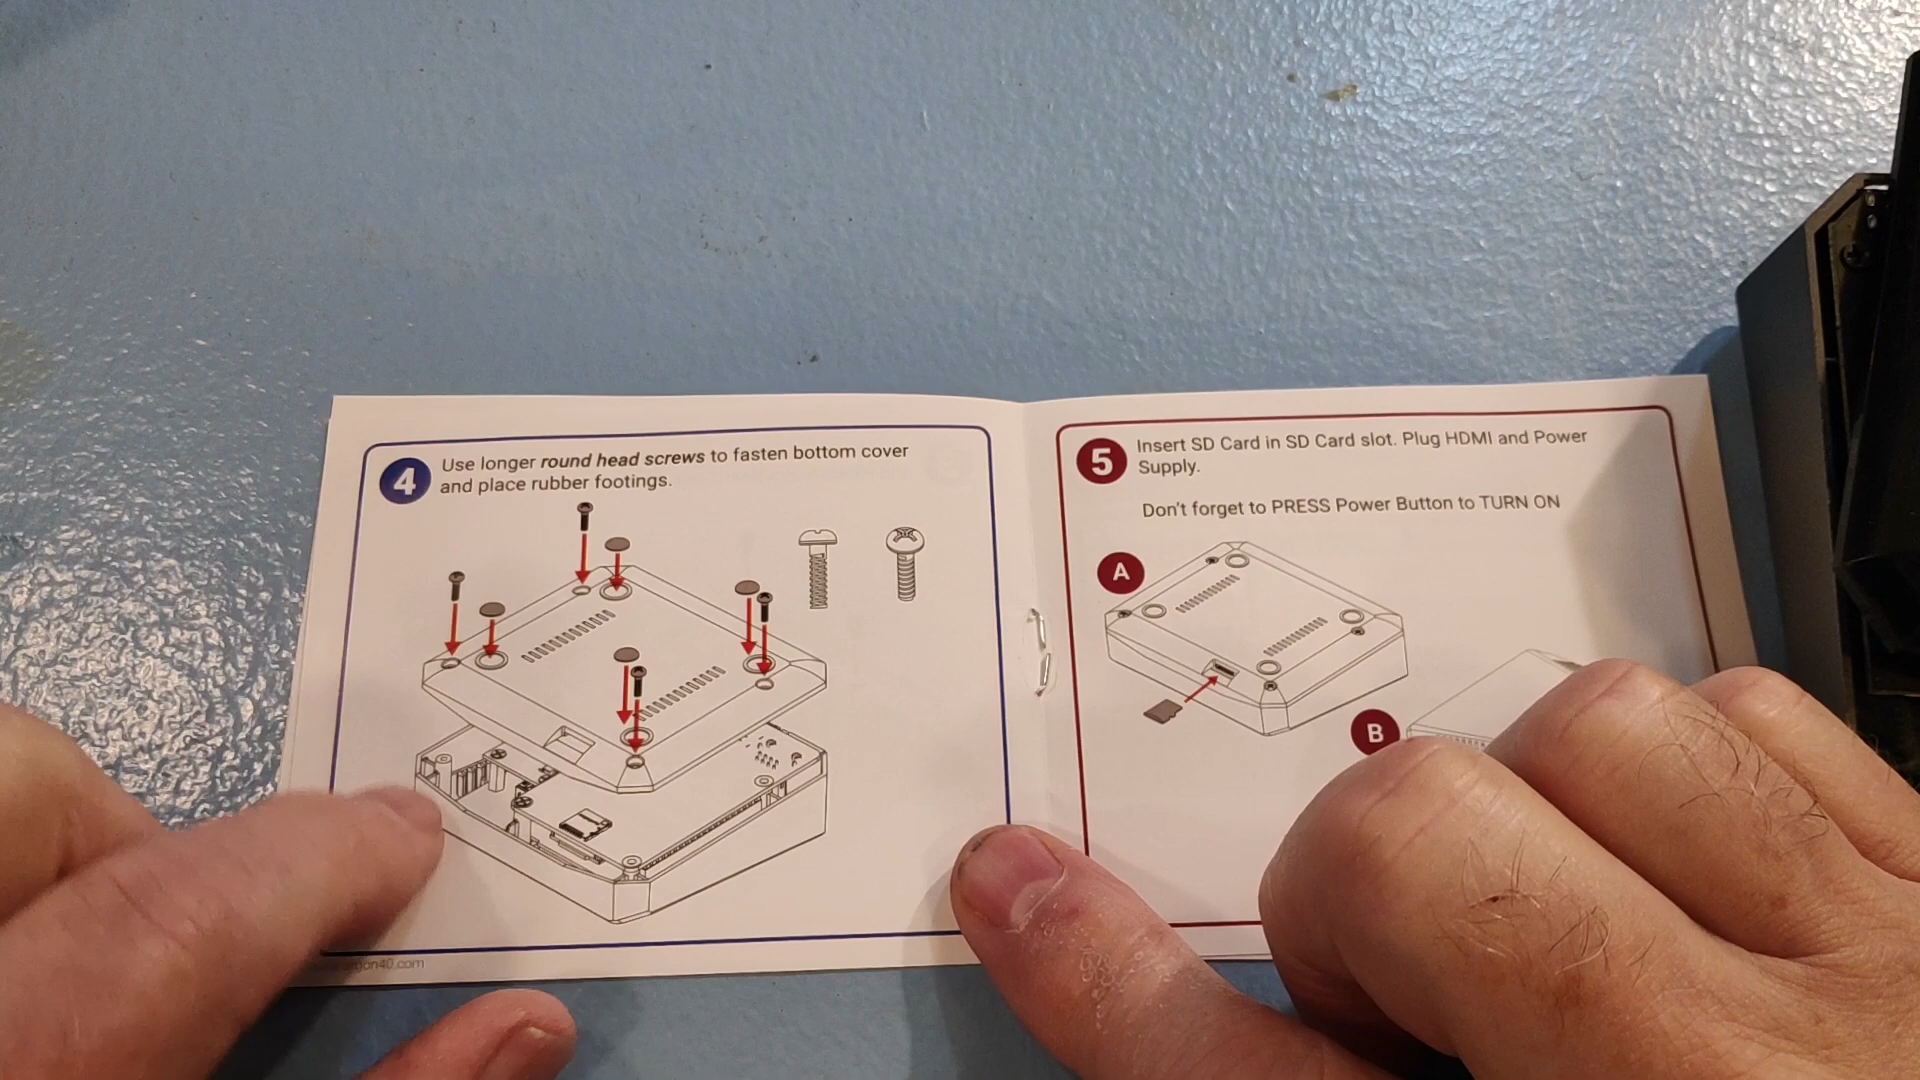 4
Use longer round head screws to fasten bottom cover
and place rubber footings.
5
Insert SD Card in SD Card slot. Plug HDMI and Power
Supply.
Don't forget to PRESS Power Button to TURN ON
A
B